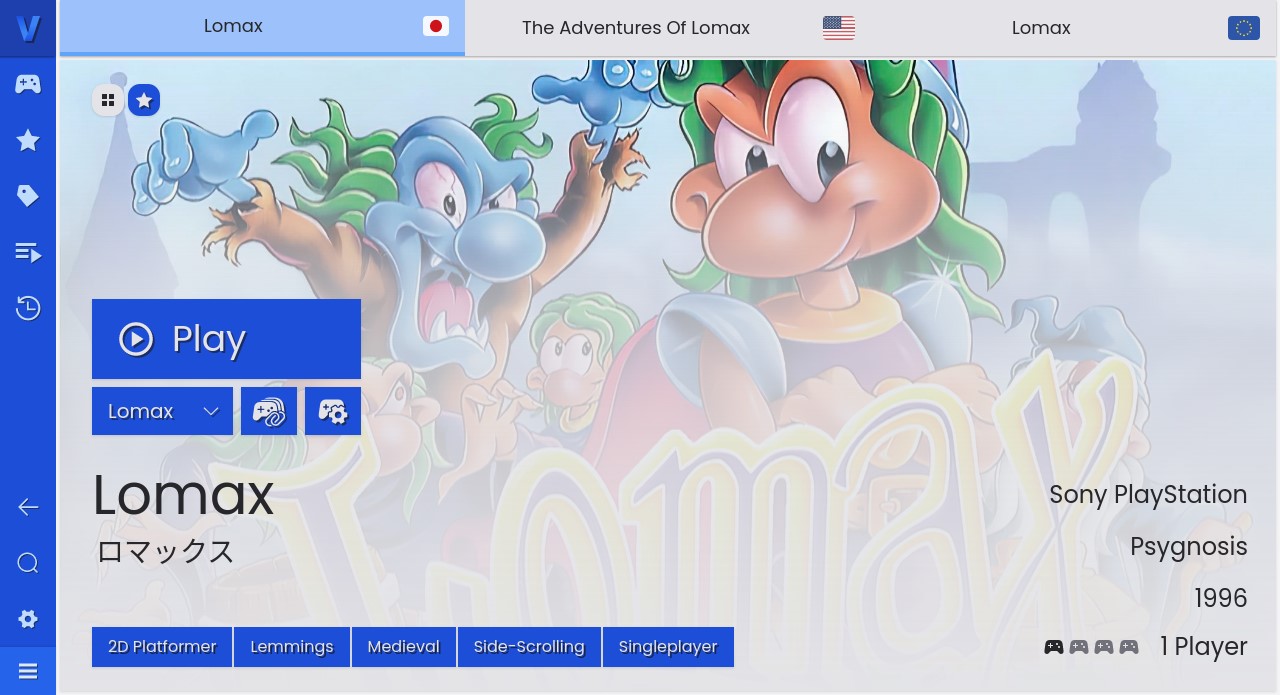 V
Lomax
The Adventures Of Lomax
Lomax
Play
Lomax
Lomax
ロマックス
Lomax
Sony PlayStation
Psygnosis
1996
1 Player
2D Platformer
Lemmings
Medieval
Side-Scrolling
Singleplayer